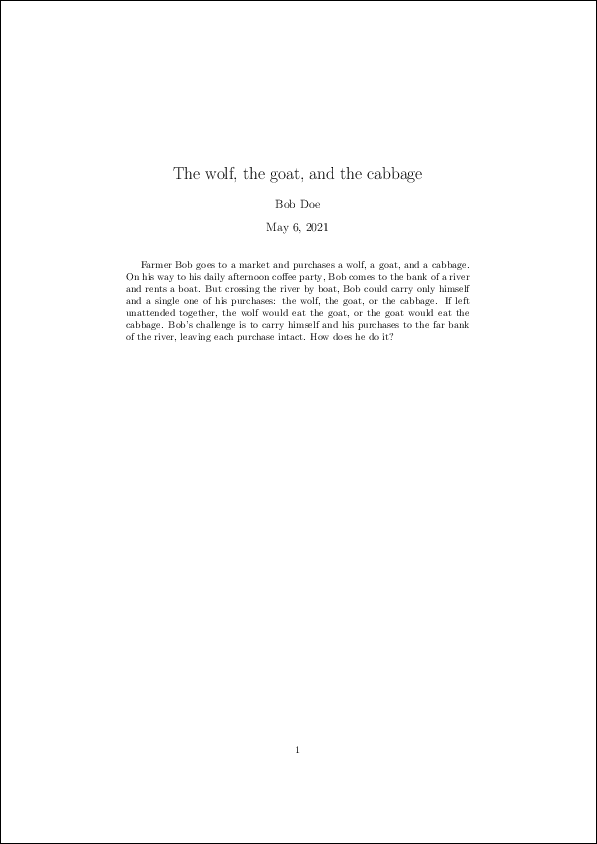 The wolf, the goat, and the cabbage
Bob Doe
May 6, 2021
Farmer Bob goes to a market and purchases a wolf, a goat, and a cabbage.
On his way to his daily afternoon coffee party, Bob comes to the bank of a river
and rents a boat. But crossing the river by boat, Bob could carry only himself
and a single one of his purchases: the wolf, the goat, or the cabbage. If left
unattended together, the wolf would eat the goat, or the goat would eat the
cabbage. Bob's challenge is to carry himself and his purchases to the far bank
of the river, leaving each purchase intact. How does he do it?
1